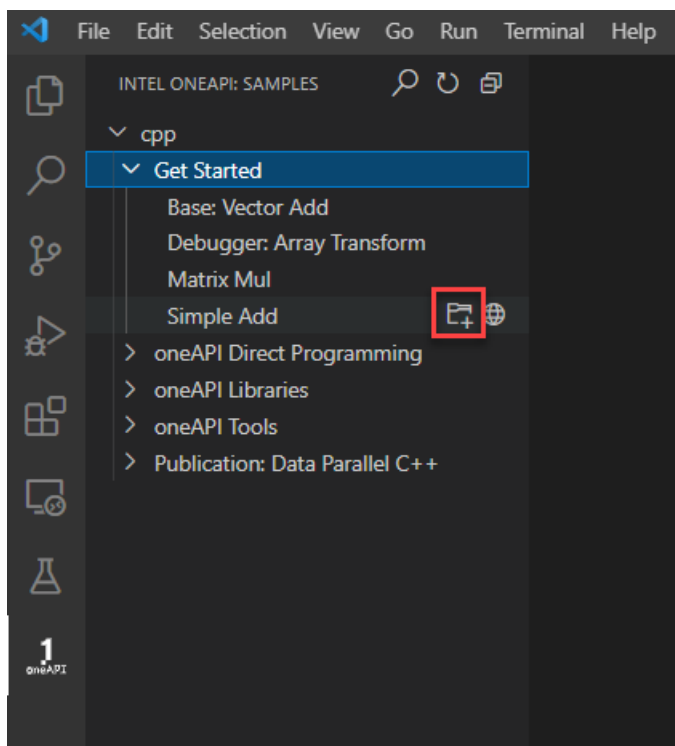 File Edit Selection View Go Run Terminal Help
INTEL ONEAPI: SAMPLES
cpp
Get Started
Base: Vector Add
Debugger: Array Transform
Matrix Mul
Simple Add
oneAPI Direct Programming
oneAPI Libraries
oneAPI Tools
Publication: Data Parallel C++
1
oneAPI